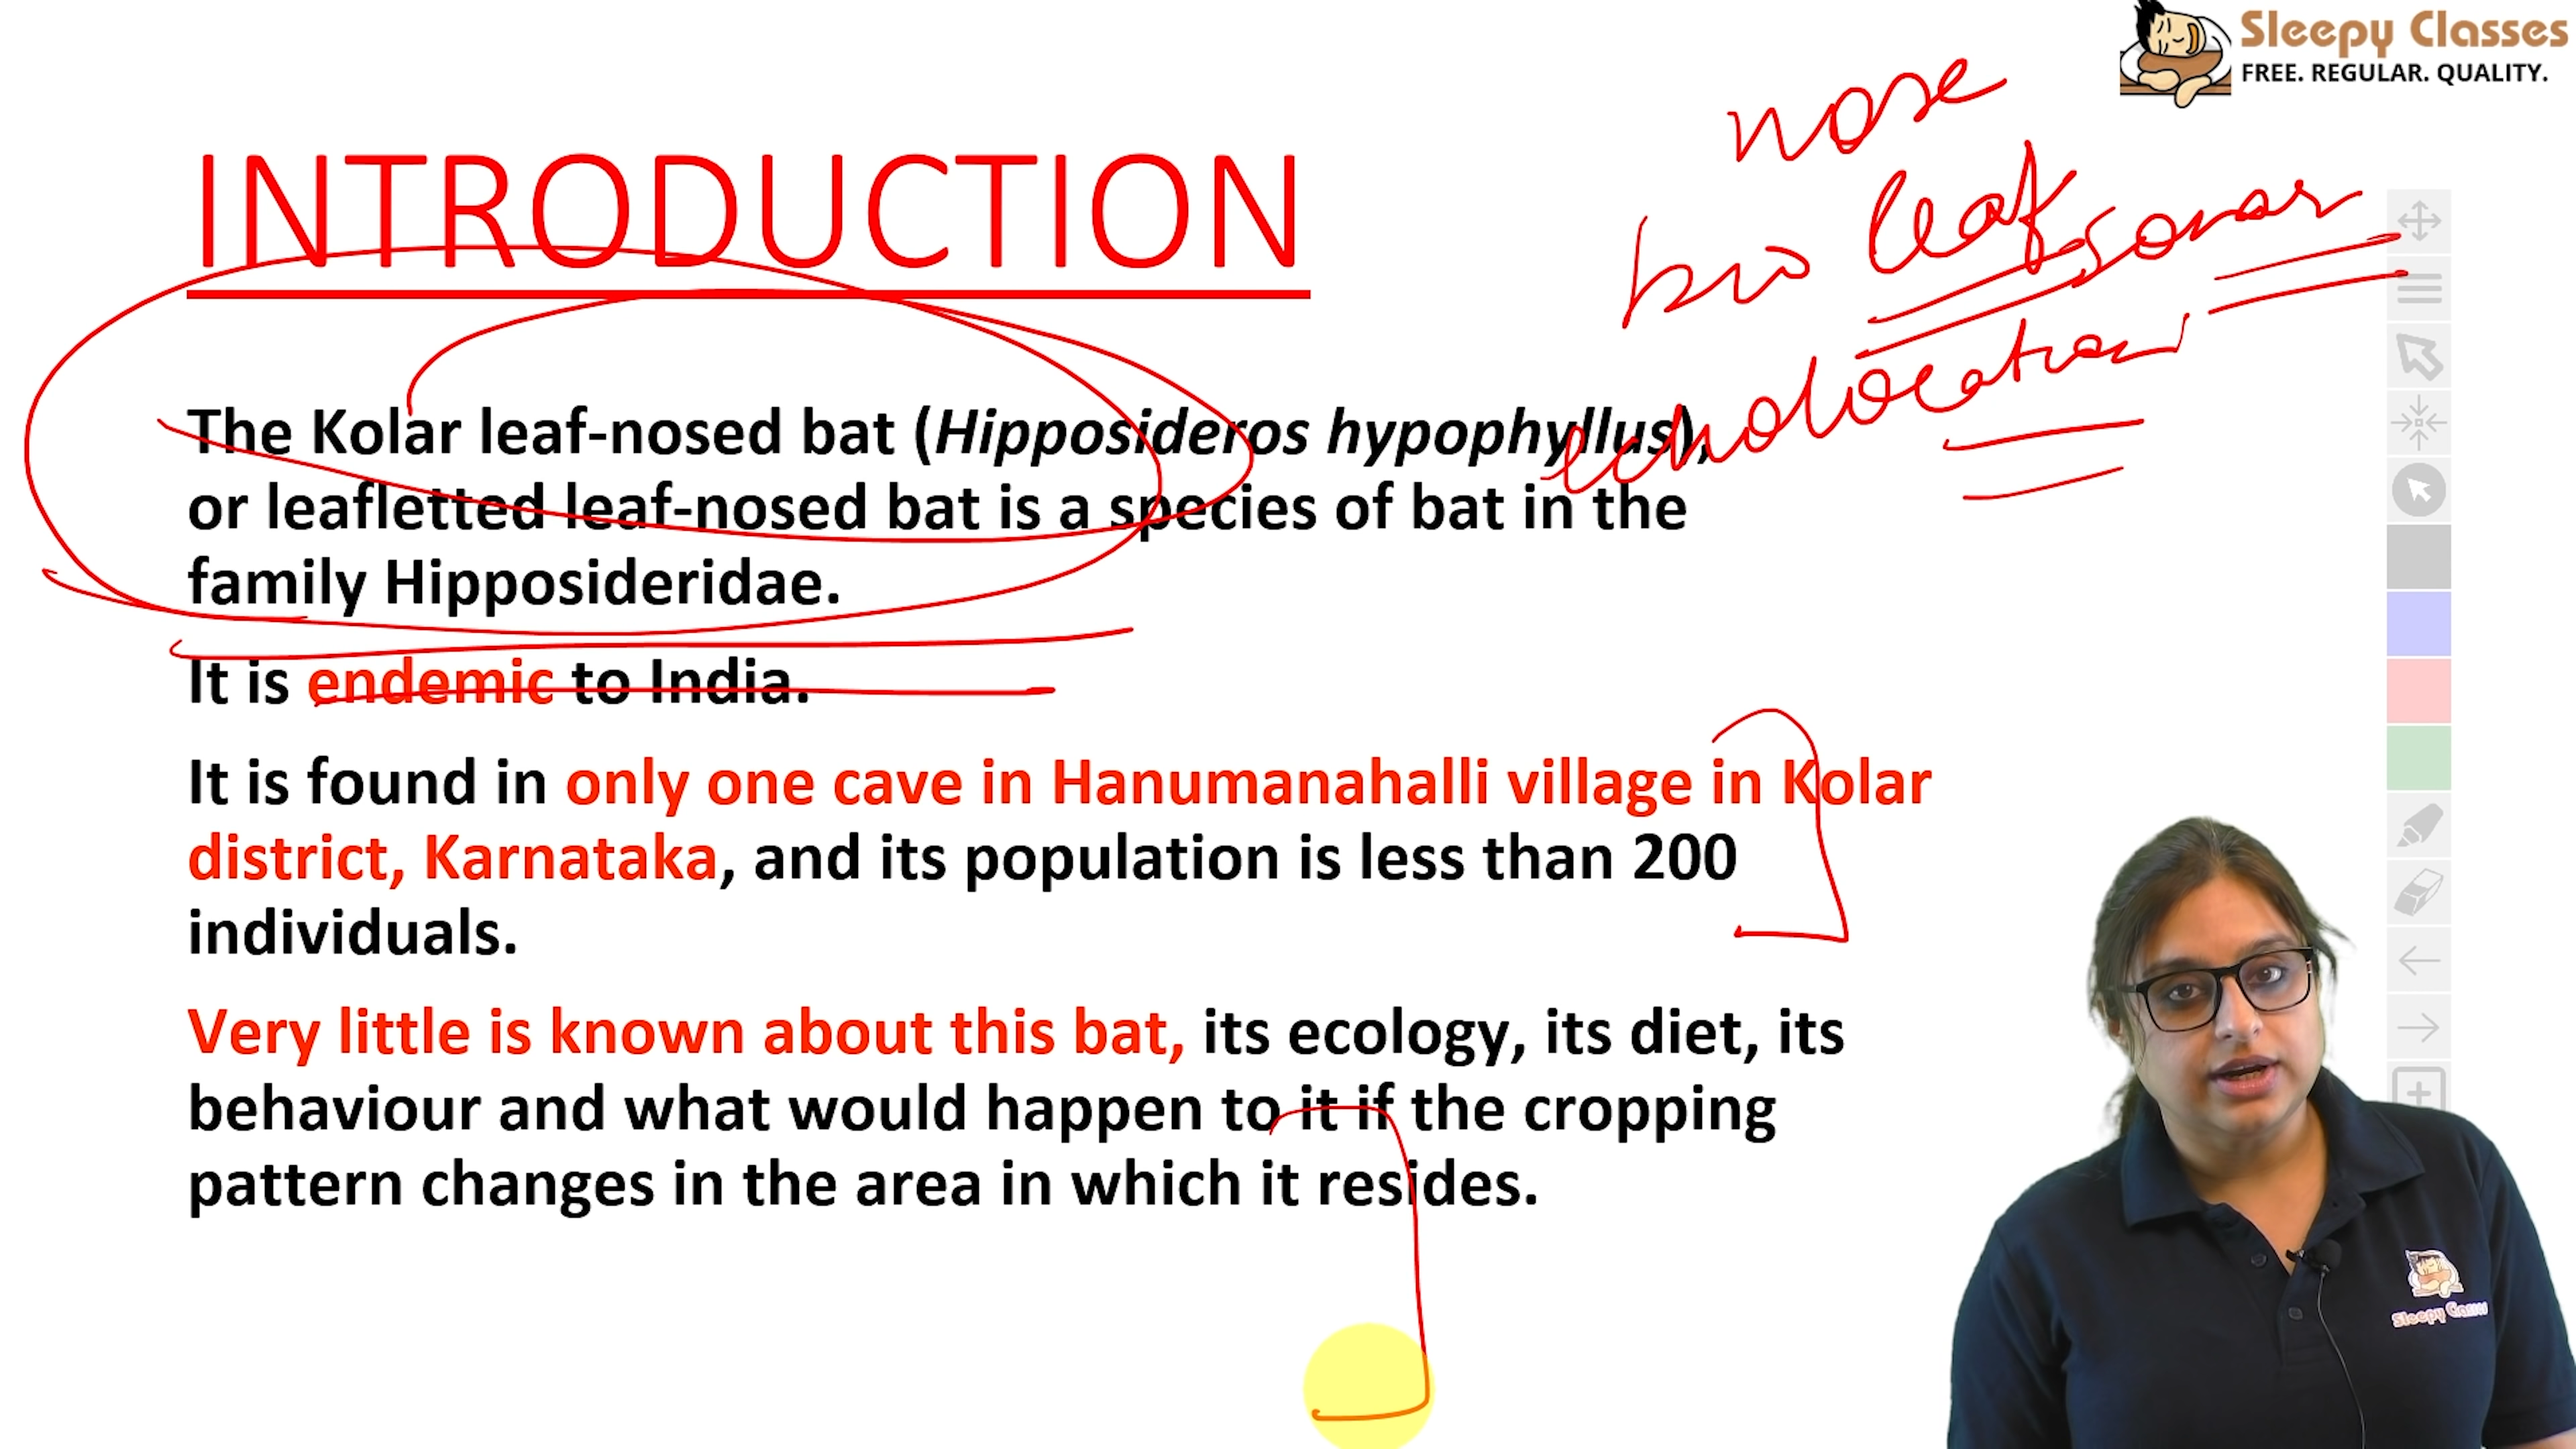 Sleepy Classes
FREE. REGULAR. QUALITY.
nose
leaf
bio sonar
echolocation
INTRODUCTION
The Kolar leaf-nosed bat (Hipposideros hypophyllus),
or leafletted leaf-nosed bat is a species of bat in the
family Hipposideridae.
It is endemic to India.
It is found in only one cave in Hanumanahalli village in Kolar
district, Karnataka, and its population is less than 200
individuals.
Very little is known about this bat, its ecology, its diet, its
behaviour and what would happen to it if the cropping
pattern changes in the area in which it resides.
Sleepy Classes